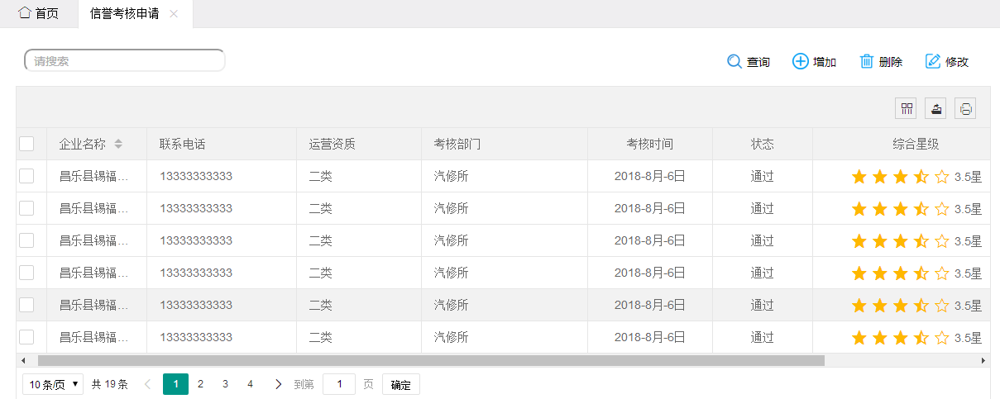 首页 信誉考核申请
请搜索 查询 增加 删除 修改
企业名称 联系电话 运营资质 考核部门 考核时间 状态 综合星级
昌乐县锡福... 13333333333 二类 汽修所 2018-8月-6日 通过 3.5星
昌乐县锡福... 13333333333 二类 汽修所 2018-8月-6日 通过 3.5星
昌乐县锡福... 13333333333 二类 汽修所 2018-8月-6日 通过 3.5星
昌乐县锡福... 13333333333 二类 汽修所 2018-8月-6日 通过 3.5星
昌乐县锡福... 13333333333 二类 汽修所 2018-8月-6日 通过 3.5星
昌乐县锡福... 13333333333 二类 汽修所 2018-8月-6日 通过 3.5星
10 条/页 共 19 条 1 2 3 4 到第 1 页 确定